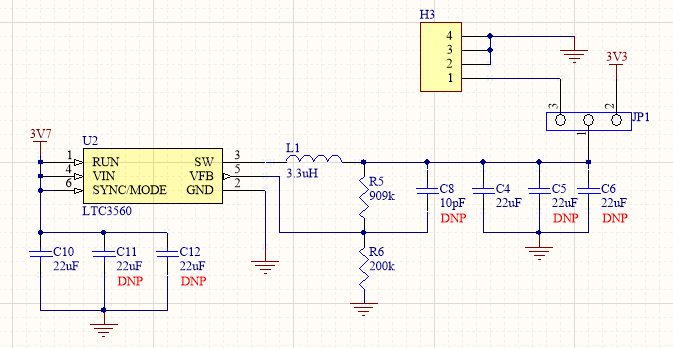 H3
4
3
2
1
3V3
3
2
JP1
1
3V7
U2
1 RUN SW 3
4 VIN VFB 5
6 SYNC/MODE GND 2
LTC3560
L1
3.3uH
R5
909k
C8
10pF
DNP
C4
22uF
C5
22uF
DNP
C6
22uF
DNP
R6
200k
C10
22uF
C11
22uF
DNP
C12
22uF
DNP